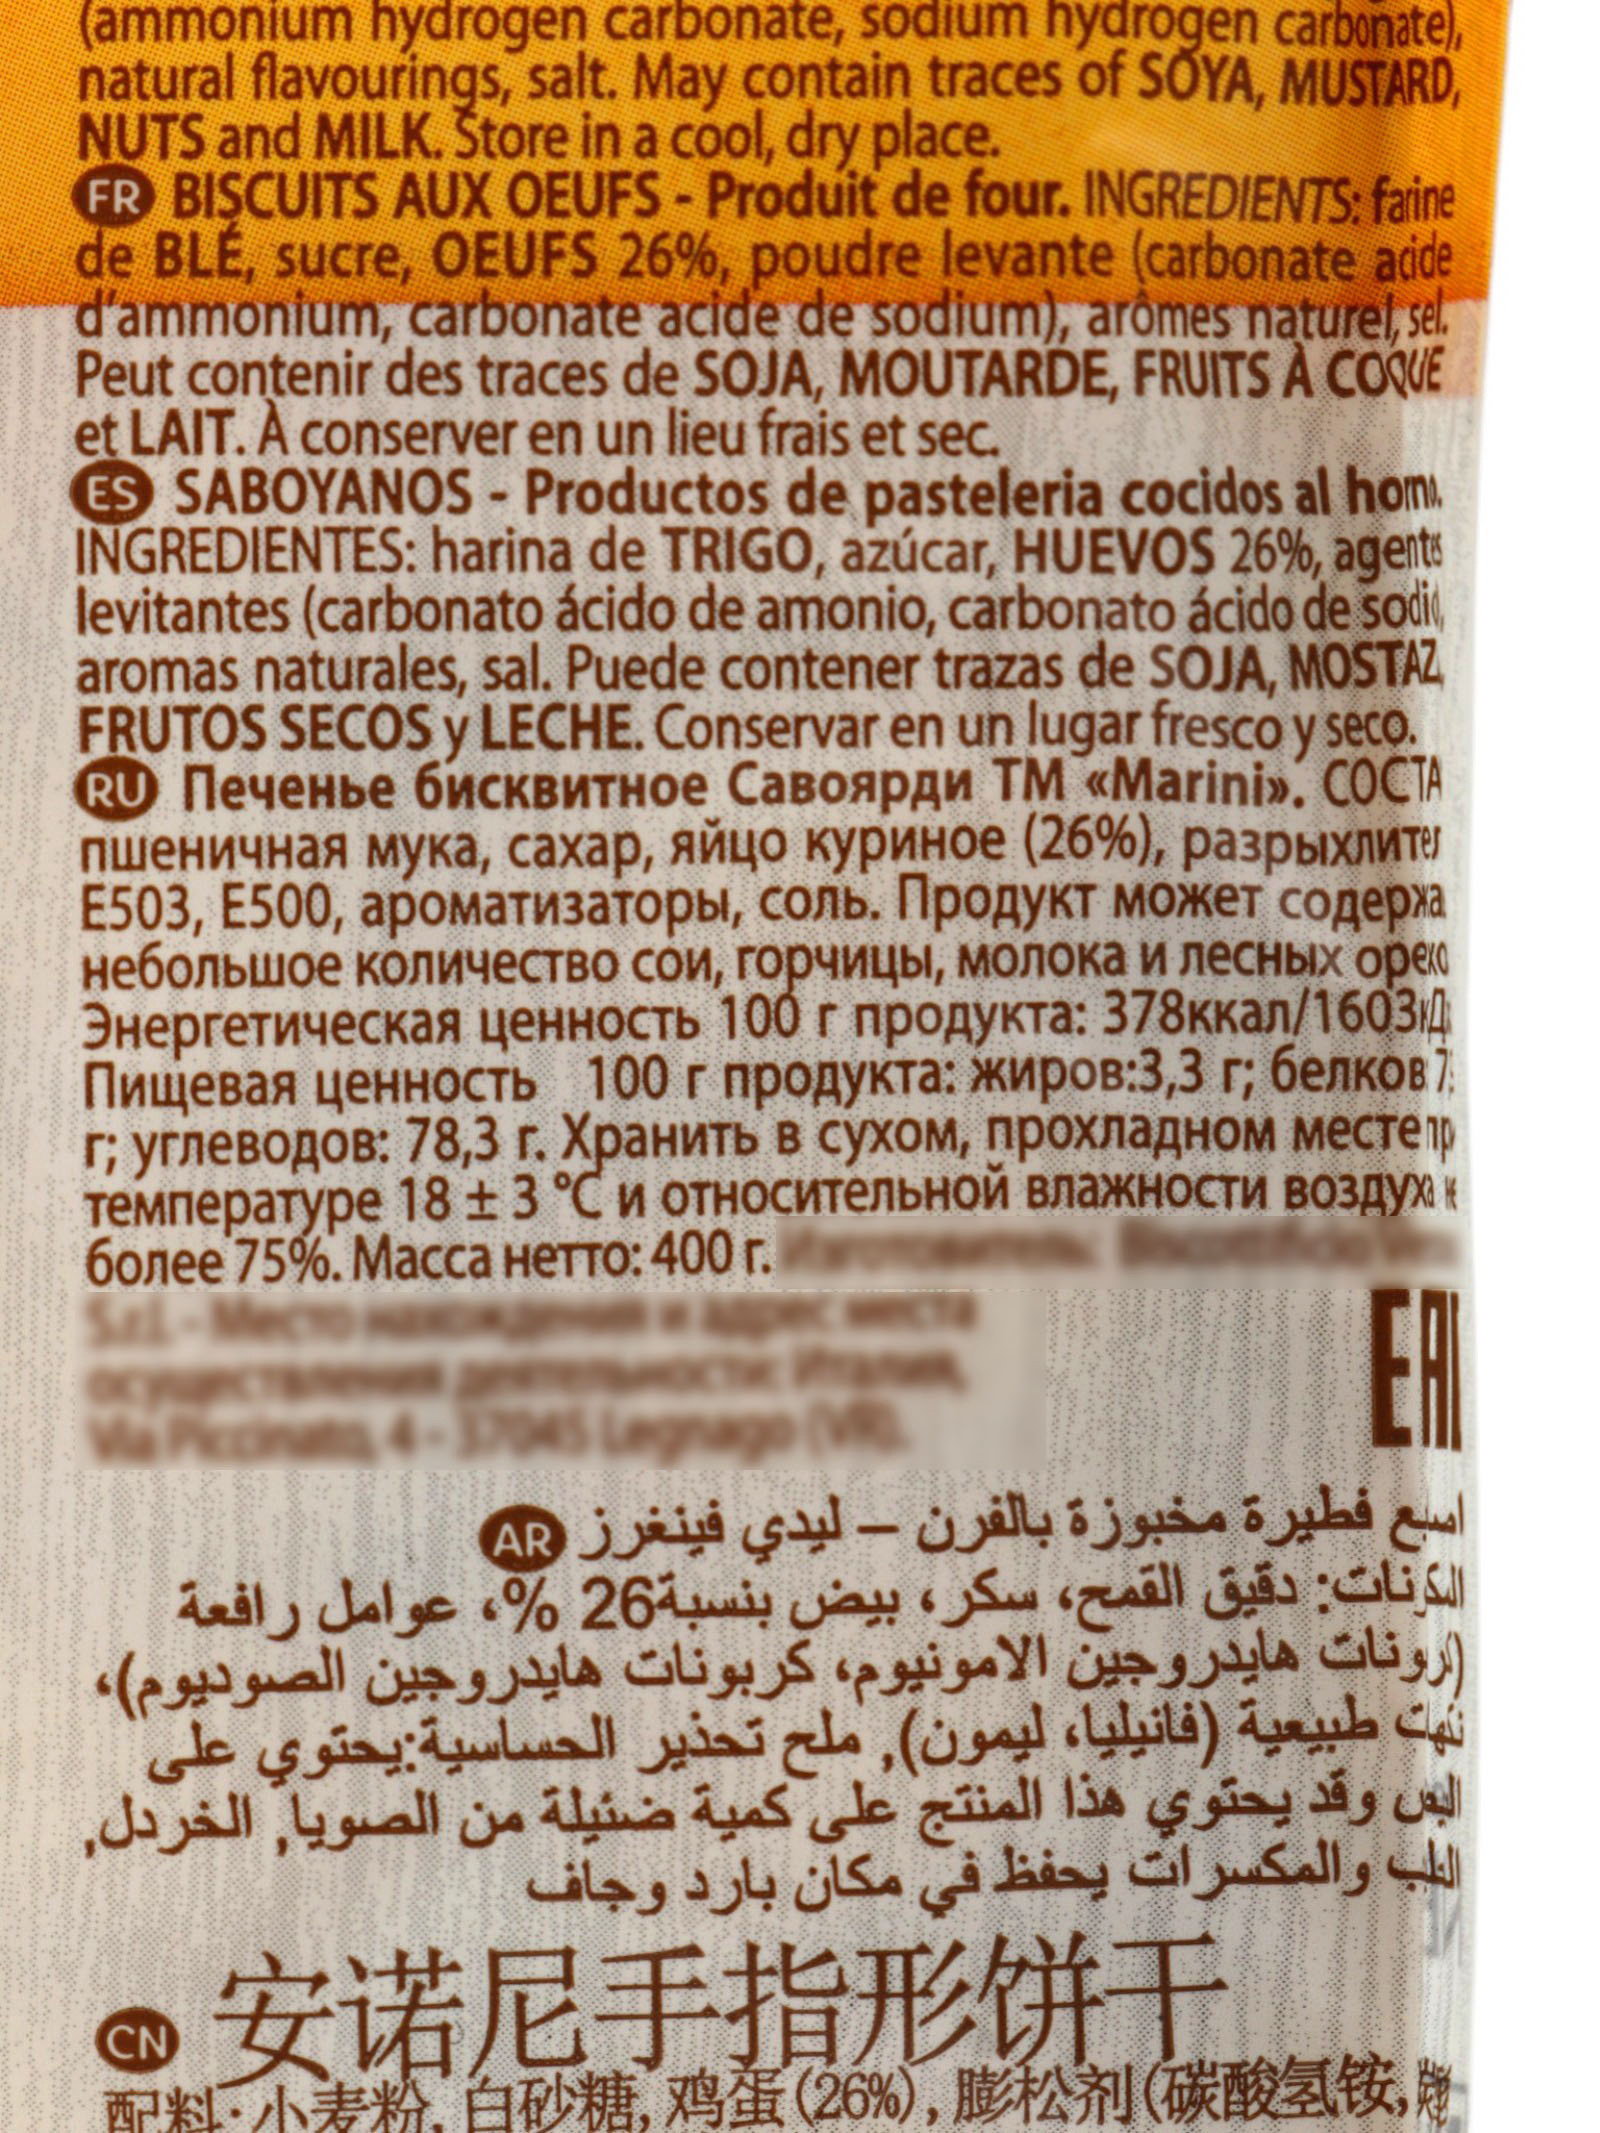 (ammonium hydrogen carbonate, sodium hydrogen carbonate),
natural flavourings, salt. May contain traces of SOYA, MUSTARD,
NUTS and MILK. Store in a cool, dry place.
FR BISCUITS AUX OEUFS - Produit de four. INGREDIENTS: farine
de BLÉ, sucre, OEUFS 26%, poudre levante (carbonate acide
d'ammonium, carbonate acide de sodium), arômes naturel, sel.
Peut contenir des traces de SOJA, MOUTARDE, FRUITS À COQUE
et LAIT. À conserver en un lieu frais et sec.
ES SABOYANOS - Productos de pasteleria cocidos al horno.
INGREDIENTES: harina de TRIGO, azúcar, HUEVOS 26%, agentes
levitantes (carbonato ácido de amonio, carbonato ácido de sodio,
aromas naturales, sal. Puede contener trazas de SOJA, MOSTAZ
FRUTOS SECOS y LECHE. Conservar en un lugar fresco y seco.
RU Печенье бисквитное Савоярди ТМ «Marini». СОСТА
пшеничная мука, сахар, яйцо куриное (26%), разрыхлител
Е503, Е500, ароматизаторы, соль. Продукт может содержа
небольшое количество сои, горчицы, молока и лесных орехо
Энергетическая ценность 100 г продукта: 378ккал/1603кДж
Пищевая ценность 100 г продукта: жиров:3,3 г; белков 7,
г; углеводов: 78,3 г. Хранить в сухом, прохладном месте при
температуре 18 ± 3 °C и относительной влажности воздуха не
более 75%. Масса нетто: 400 г.
EAC
AR اصبع فطيرة مخبوزة بالفرن – ليدي فينغرز
المكونات: دقيق القمح، سكر، بيض بنسبة26 %، عوامل رافعة
(كربونات هايدروجين الامونيوم، كربونات هايدروجين الصوديوم)،
نكهات طبيعية (فانيليا، ليمون), ملح تحذير الحساسية:يحتوي على
البيض وقد يحتوي هذا المنتج على كمية ضئيلة من الصويا, الخردل,
الحليب والمكسرات يحفظ في مكان بارد وجاف
CN 安诺尼手指形饼干
配料:小麦粉,白砂糖,鸡蛋(26%),膨松剂(碳酸氢铵,